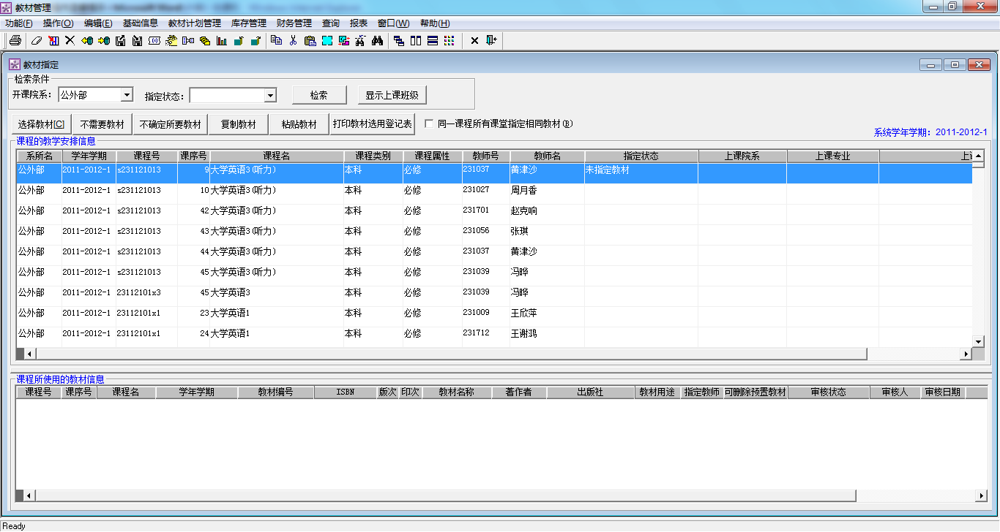 教材管理
功能(F) 操作(O) 编辑(E) 基础信息 教材计划管理 库存管理 财务管理 查询 报表 窗口(W) 帮助(H)
教材指定
检索条件
开课院系: 公外部 指定状态: 检索 显示上课班级
选择教材[C] 不需要教材 不确定所要教材 复制教材 粘贴教材 打印教材选用登记表 同一课程所有课堂指定相同教材(B)
系统学年学期: 2011-2012-1
课程的教学安排信息
系所名 学年学期 课程号 课序号 课程名 课程类别 课程属性 教师号 教师名 指定状态 上课院系 上课专业 上
公外部 2011-2012-1 s231121013 9 大学英语3(听力) 本科 必修 231037 黄津沙 未指定教材
公外部 2011-2012-1 s231121013 10 大学英语3(听力) 本科 必修 231027 周月香
公外部 2011-2012-1 s231121013 42 大学英语3(听力) 本科 必修 231701 赵克响
公外部 2011-2012-1 s231121013 43 大学英语3(听力) 本科 必修 231056 张琪
公外部 2011-2012-1 s231121013 44 大学英语3(听力) 本科 必修 231037 黄津沙
公外部 2011-2012-1 s231121013 45 大学英语3(听力) 本科 必修 231039 冯晔
公外部 2011-2012-1 23112101x3 45 大学英语3 本科 必修 231039 冯晔
公外部 2011-2012-1 23112101x1 23 大学英语1 本科 必修 231009 王欣萍
公外部 2011-2012-1 23112101x1 24 大学英语1 本科 必修 231712 王谢鸿
课程所使用的教材信息
课程号 课序号 课程名 学年学期 教材编号 ISBN 版次 印次 教材名称 著作者 出版社 教材用途 指定教师 可删除预置教材 审核状态 审核人 审核日期
Ready